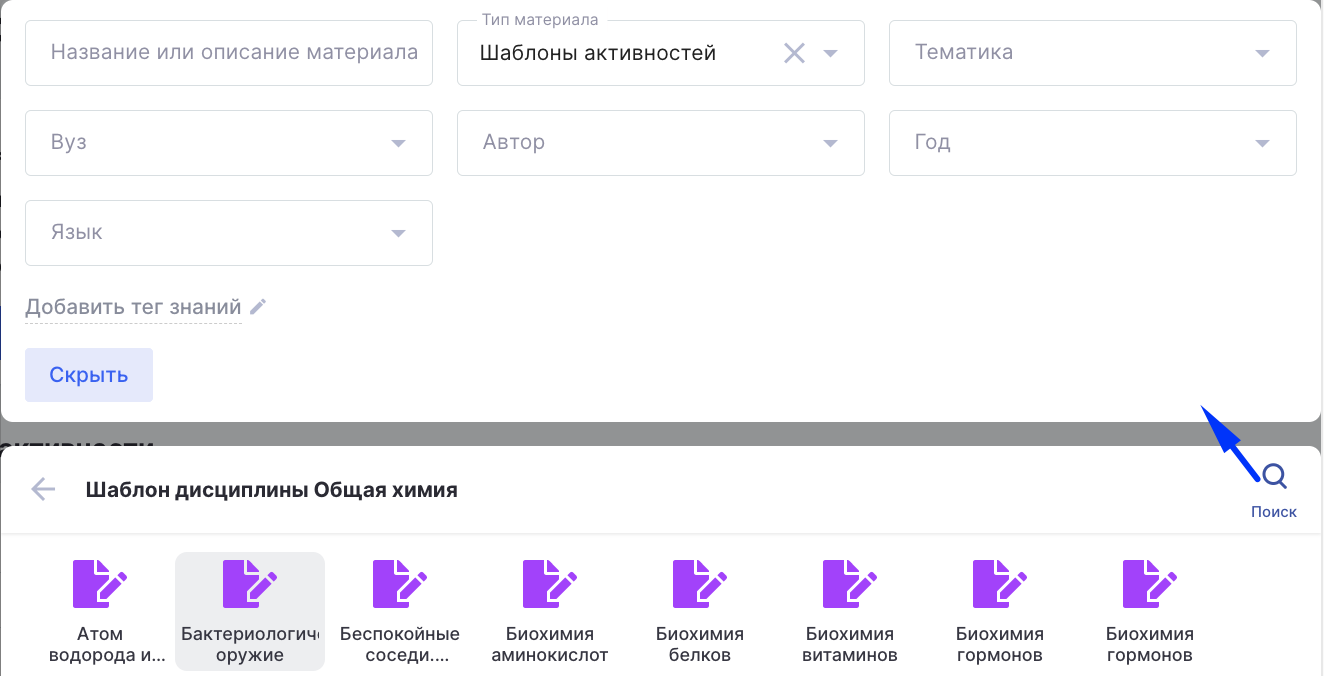 Название или описание материала
Тип материала
Шаблоны активностей
Тематика
Вуз
Автор
Год
Язык
Добавить тег знаний
Скрыть
активности
Шаблон дисциплины Общая химия
Поиск
Атом
водорода и...
Бактериологиче
оружие
Беспокойные
соседи....
Биохимия
аминокислот
Биохимия
белков
Биохимия
витаминов
Биохимия
гормонов
Биохимия
гормонов